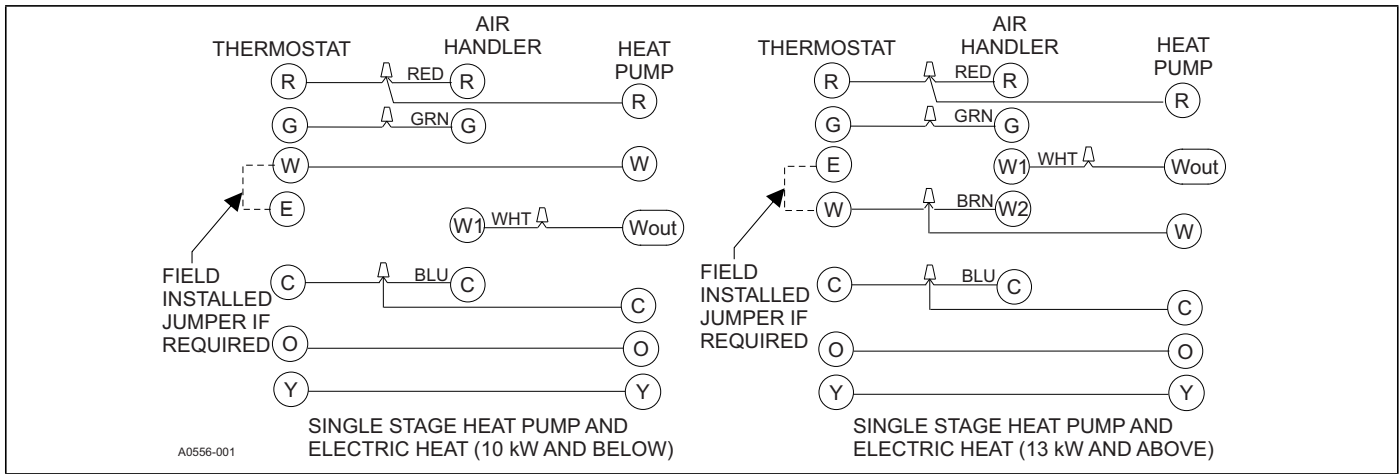 THERMOSTAT
AIR
HANDLER
HEAT
PUMP
R
RED
R
R
G
GRN
G
W
W
E
W1
WHT
Wout
C
BLU
C
C
O
O
Y
Y
FIELD
INSTALLED
JUMPER IF
REQUIRED
SINGLE STAGE HEAT PUMP AND
ELECTRIC HEAT (10 kW AND BELOW)
A0556-001
THERMOSTAT
AIR
HANDLER
HEAT
PUMP
R
RED
R
R
G
GRN
G
E
W1
WHT
Wout
W
BRN
W2
W
C
BLU
C
C
O
O
Y
Y
FIELD
INSTALLED
JUMPER IF
REQUIRED
SINGLE STAGE HEAT PUMP AND
ELECTRIC HEAT (13 kW AND ABOVE)